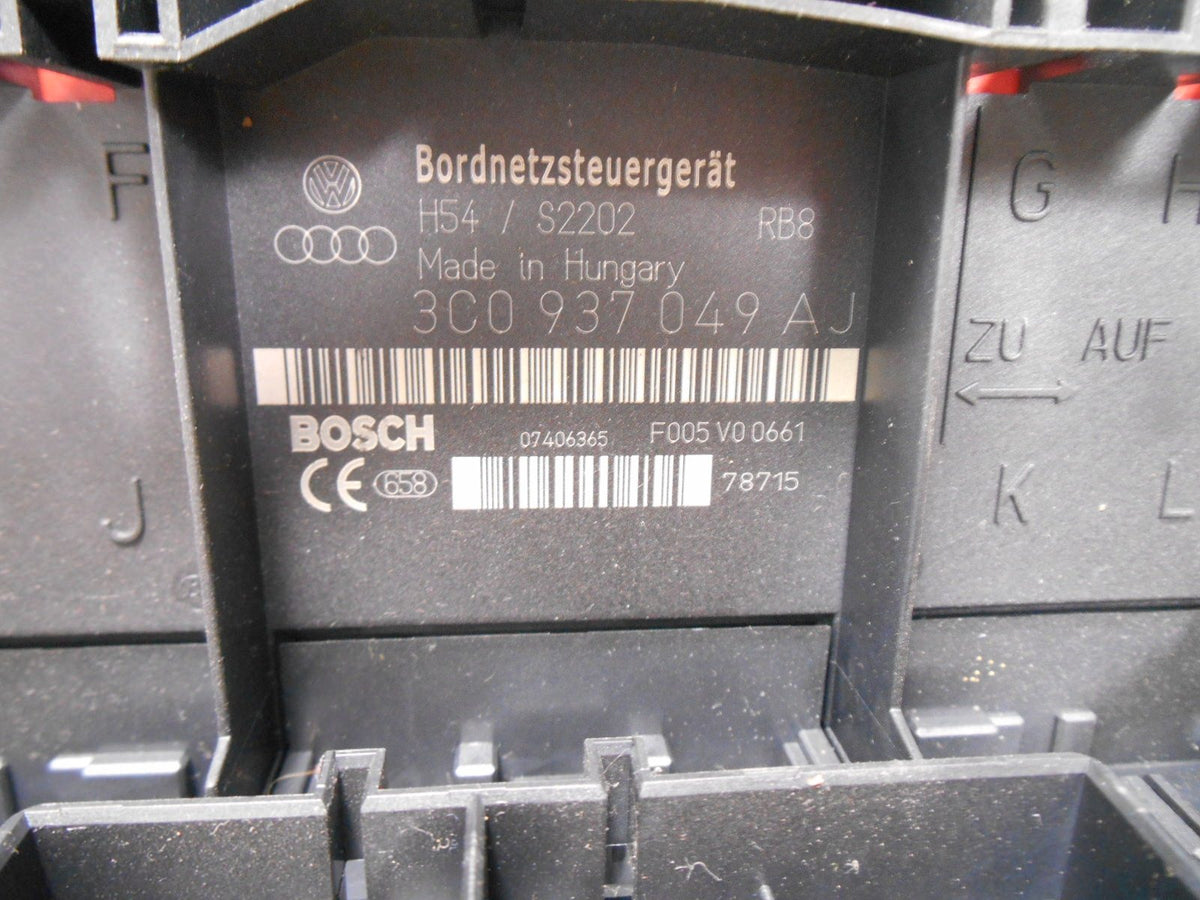 F
Bordnetzsteuergerät
H54 / S2202 RB8
Made in Hungary
3C0 937 049 AJ
BOSCH 07406365 F005 V0 0661
CE 658 78715
J
G H
ZU AUF
K L